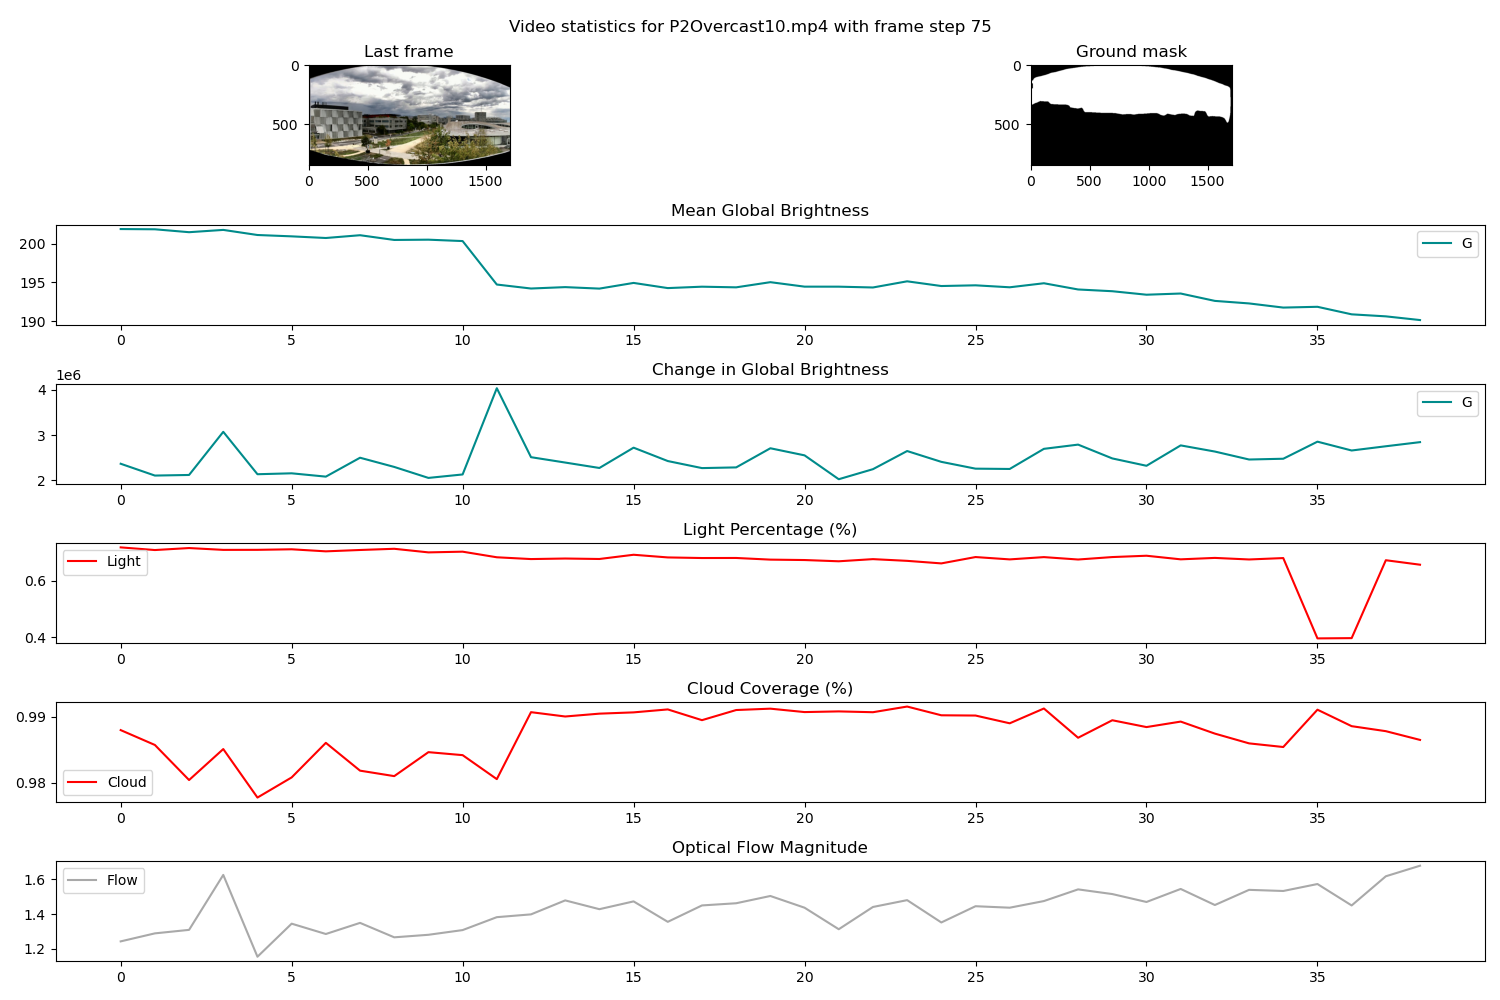 Video statistics for P2Overcast10.mp4 with frame step 75
Last frame
Ground mask
0
500
0 500 1000 1500
0
500
0 500 1000 1500
Mean Global Brightness
200
195
190
G
0 5 10 15 20 25 30 35
Change in Global Brightness
1e6
4
3
2
G
0 5 10 15 20 25 30 35
Light Percentage (%)
0.6
0.4
Light
0 5 10 15 20 25 30 35
Cloud Coverage (%)
0.99
0.98
Cloud
0 5 10 15 20 25 30 35
Optical Flow Magnitude
1.6
1.4
1.2
Flow
0 5 10 15 20 25 30 35